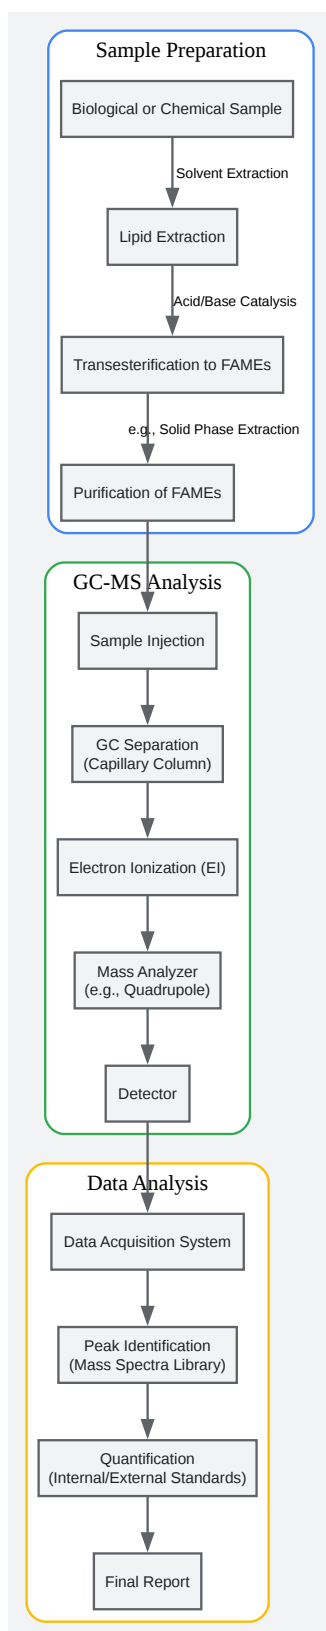 Sample Preparation
Biological or Chemical Sample
Solvent Extraction
Lipid Extraction
Acid/Base Catalysis
Transesterification to FAMEs
e.g., Solid Phase Extraction
Purification of FAMEs
GC-MS Analysis
Sample Injection
GC Separation
(Capillary Column)
Electron Ionization (EI)
Mass Analyzer
(e.g., Quadrupole)
Detector
Data Analysis
Data Acquisition System
Peak Identification
(Mass Spectra Library)
Quantification
(Internal/External Standards)
Final Report